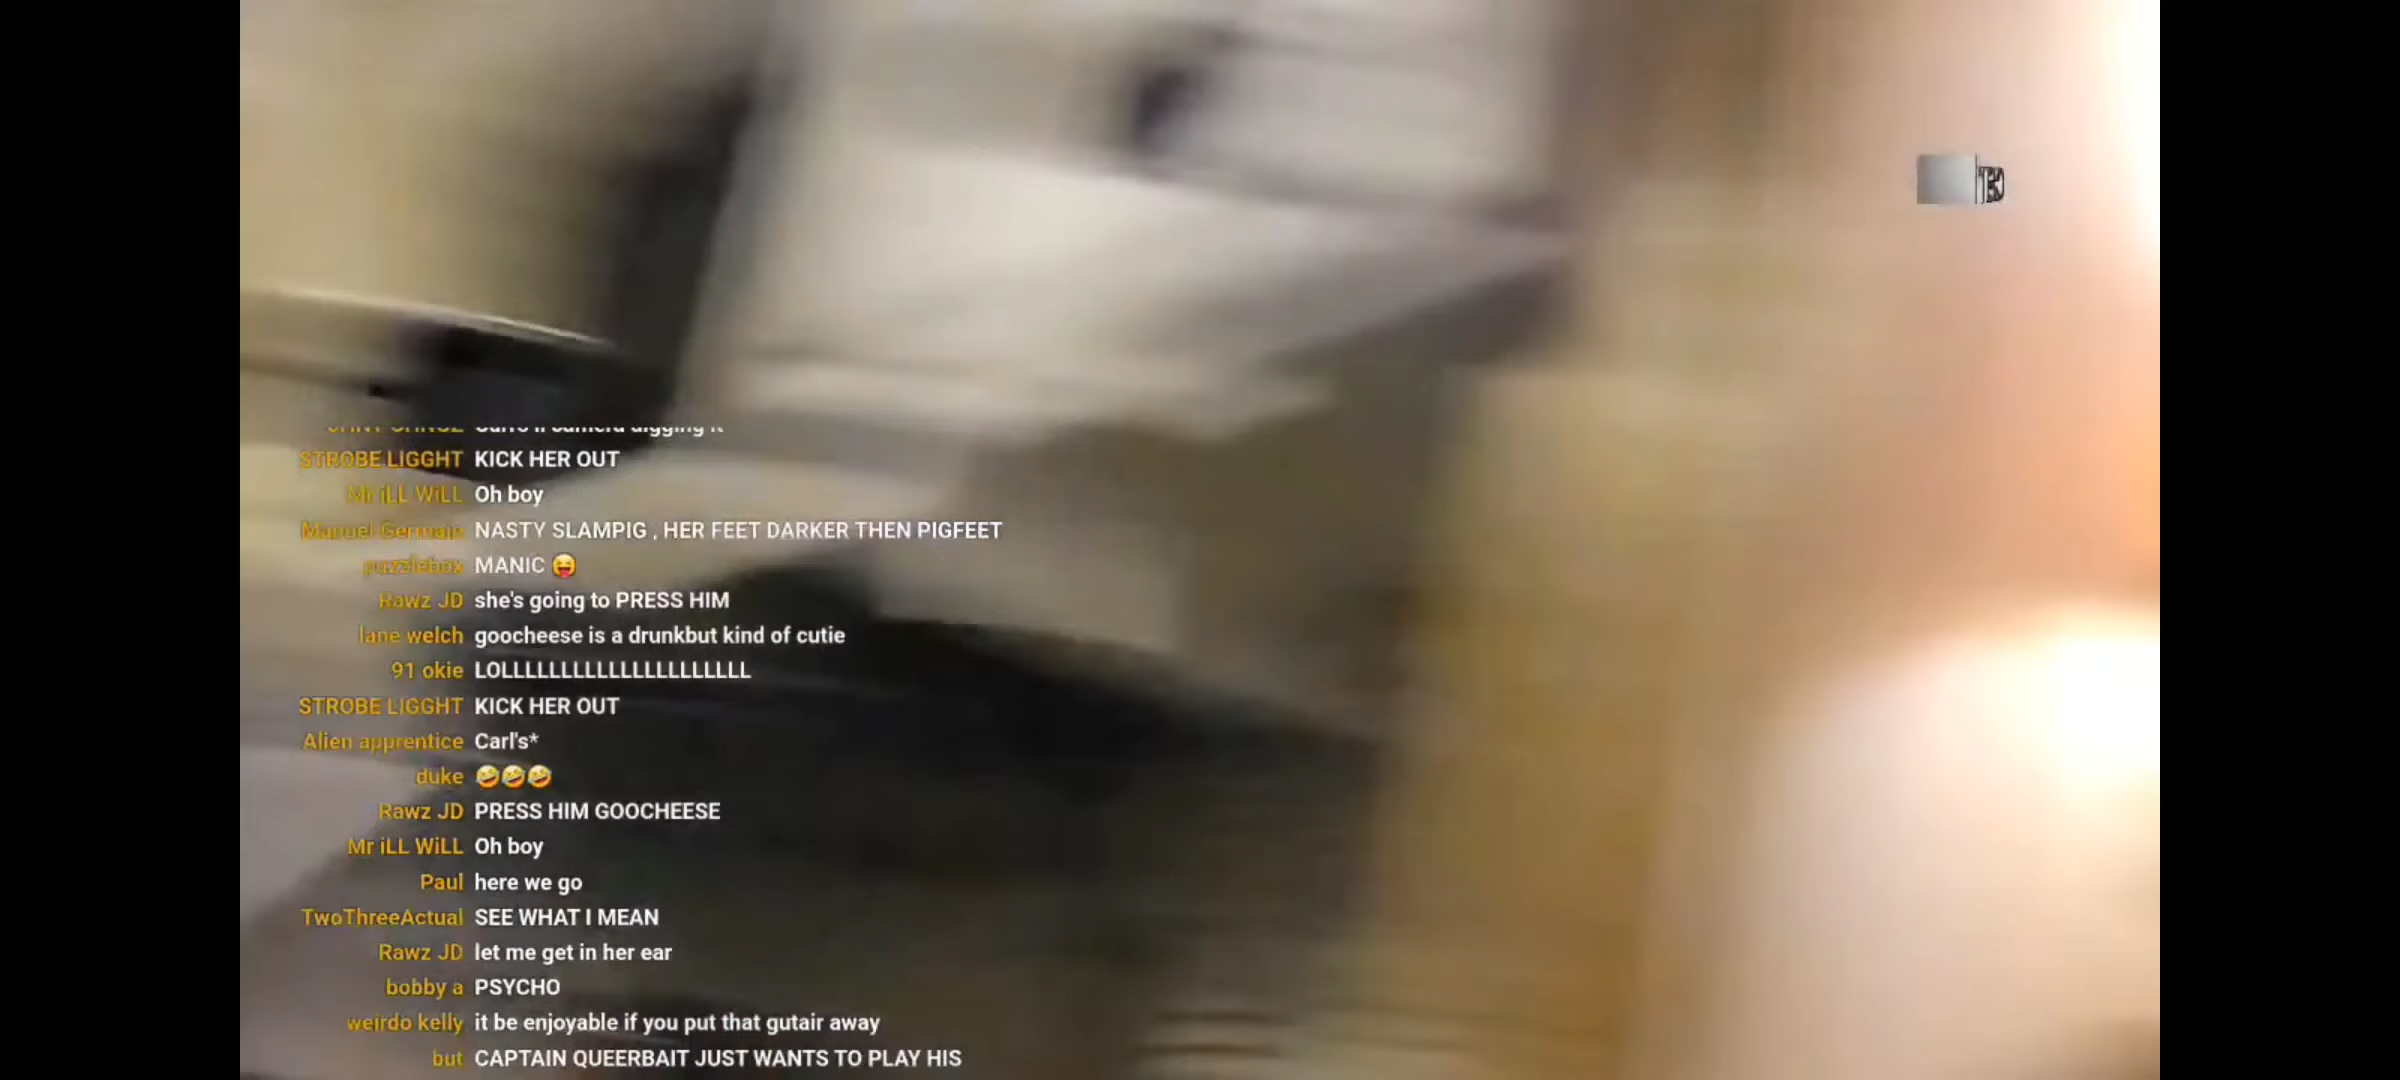 STROBE LIGGHT KICK HER OUT
Mr iLL WiLL Oh boy
Manuel Germain NASTY SLAMPIG , HER FEET DARKER THEN PIGFEET
puzzlebox MANIC 😝
Rawz JD she's going to PRESS HIM
lane welch goocheese is a drunkbut kind of cutie
91 okie LOLLLLLLLLLLLLLLLLLLLL
STROBE LIGGHT KICK HER OUT
Alien apprentice Carl's*
duke 🤣🤣🤣
Rawz JD PRESS HIM GOOCHEESE
Mr iLL WiLL Oh boy
Paul here we go
TwoThreeActual SEE WHAT I MEAN
Rawz JD let me get in her ear
bobby a PSYCHO
weirdo kelly it be enjoyable if you put that gutair away
but CAPTAIN QUEERBAIT JUST WANTS TO PLAY HIS